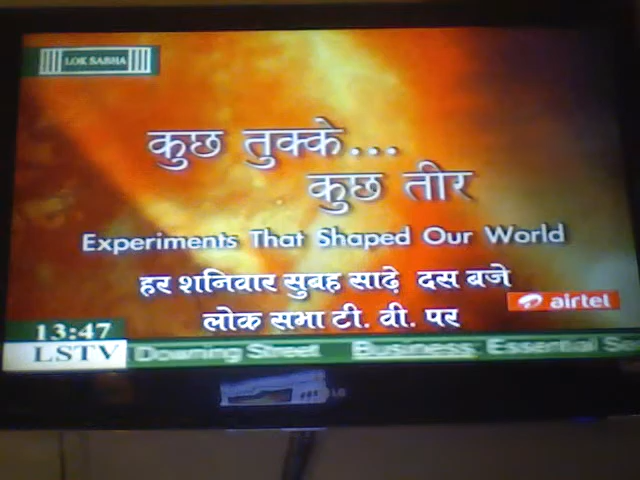 LOK SABHA
कुछ तुक्के...
कुछ तीर
Experiments That Shaped Our World
हर शनिवार सुबह साढ़े दस बजे
airtel
लोक सभा टी. वी. पर
13:47
LSTV Downing Street Business: Essential
LG